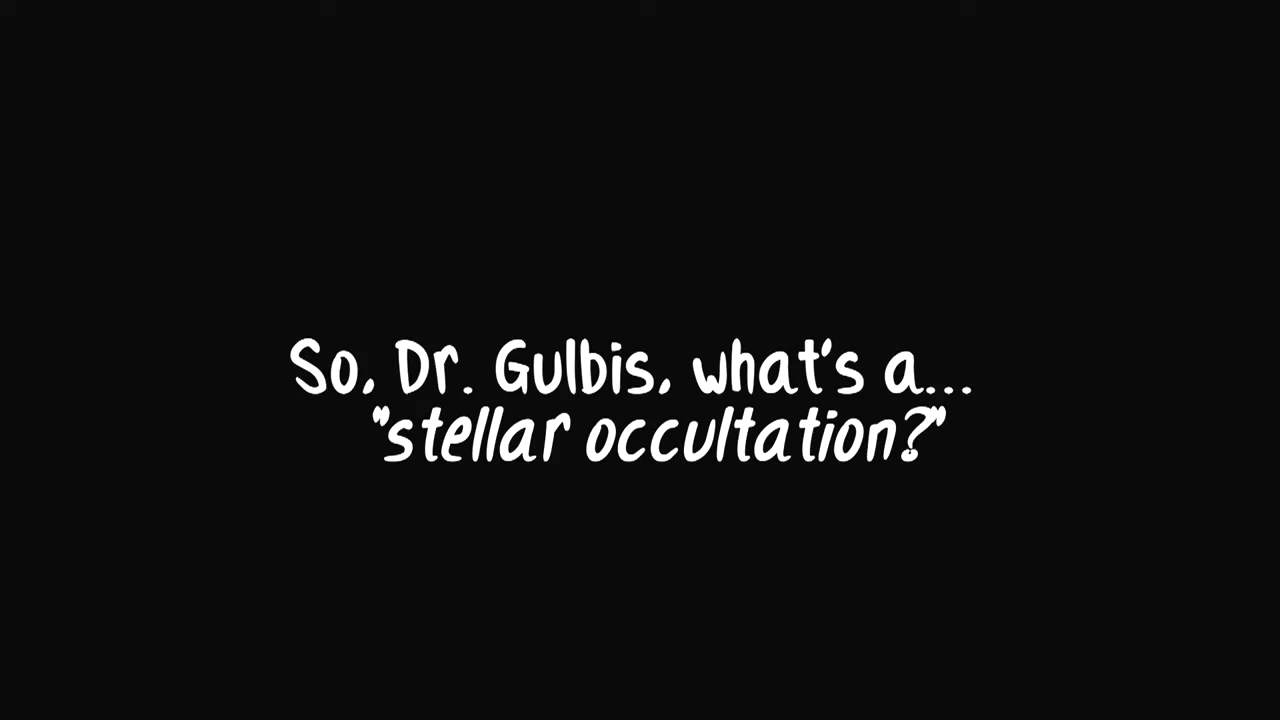 So, Dr. Gulbis, what's a...
"stellar occultation?"